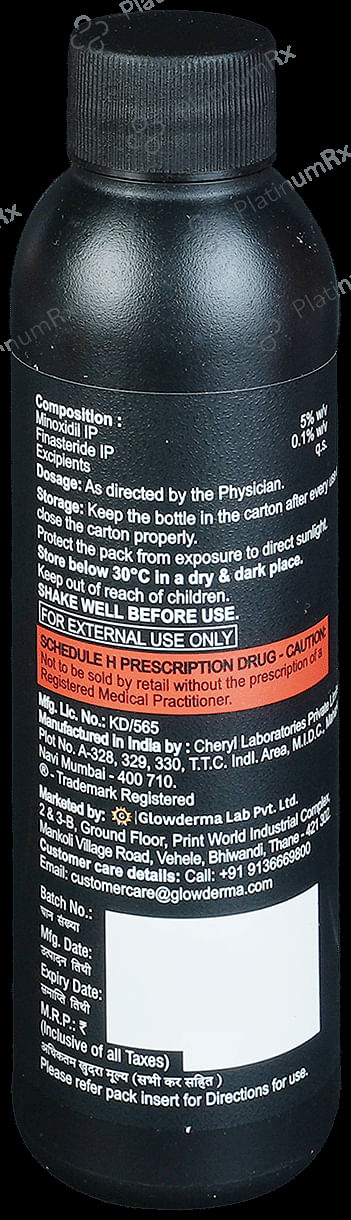 Composition :
Minoxidil IP 5% w/v
Finasteride IP 0.1% w/v
Excipients q.s.
Dosage: As directed by the Physician.
Storage: Keep the bottle in the carton after every use
close the carton properly.
Protect the pack from exposure to direct sunlight.
Store below 30°C in a dry & dark place.
Keep out of reach of children.
SHAKE WELL BEFORE USE.
FOR EXTERNAL USE ONLY
SCHEDULE H PRESCRIPTION DRUG - CAUTION:
Not to be sold by retail without the prescription of a
Registered Medical Practitioner.
Mfg. Lic. No.: KD/565
Manufactured in India by : Cheryl Laboratories Private
Plot No. A-328, 329, 330, T.T.C. Indl. Area, M.I.D.C.,
Navi Mumbai - 400 710.
® - Trademark Registered
Marketed by: Glowderma Lab Pvt. Ltd.
2 & 3-B, Ground Floor, Print World Industrial Complex,
Mankoli Village Road, Vehele, Bhiwandi, Thane - 421 302.
Customer care details: Call: +91 9136669800
Email: customercare@glowderma.com
Batch No.:
घान संख्या
Mfg. Date:
उत्पादन तिथी
Expiry Date:
समाप्ति तिथी
M.R.P.: ₹
(Inclusive of all Taxes)
अधिकतम खुदरा मूल्य (सभी कर सहित)
Please refer pack insert for Directions for use.
PlatinumRx
PlatinumRx
PlatinumRx